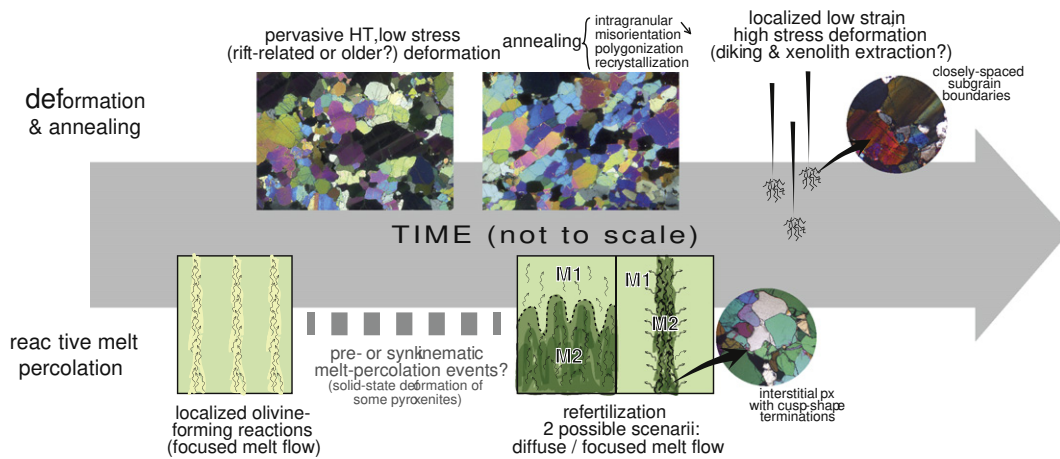 deformation
& annealing
pervasive HT,low stress
(rift-related or older?) deformation
annealing
intragranular
misorientation
polygonization
recrystallization
localized low strain
high stress deformation
(diking & xenolith extraction?)
closely-spaced
subgrain
boundaries
TIME (not to scale)
reac tive melt
percolation
localized olivine-
forming reactions
(focused melt flow)
pre- or synkinematic
melt-percolation events?
(solid-state deformation of
some pyroxenites)
M1
M2
M1
M2
refertilization
2 possible scenarii:
diffuse / focused melt flow
interstitial px
with cusp-shape
terminations